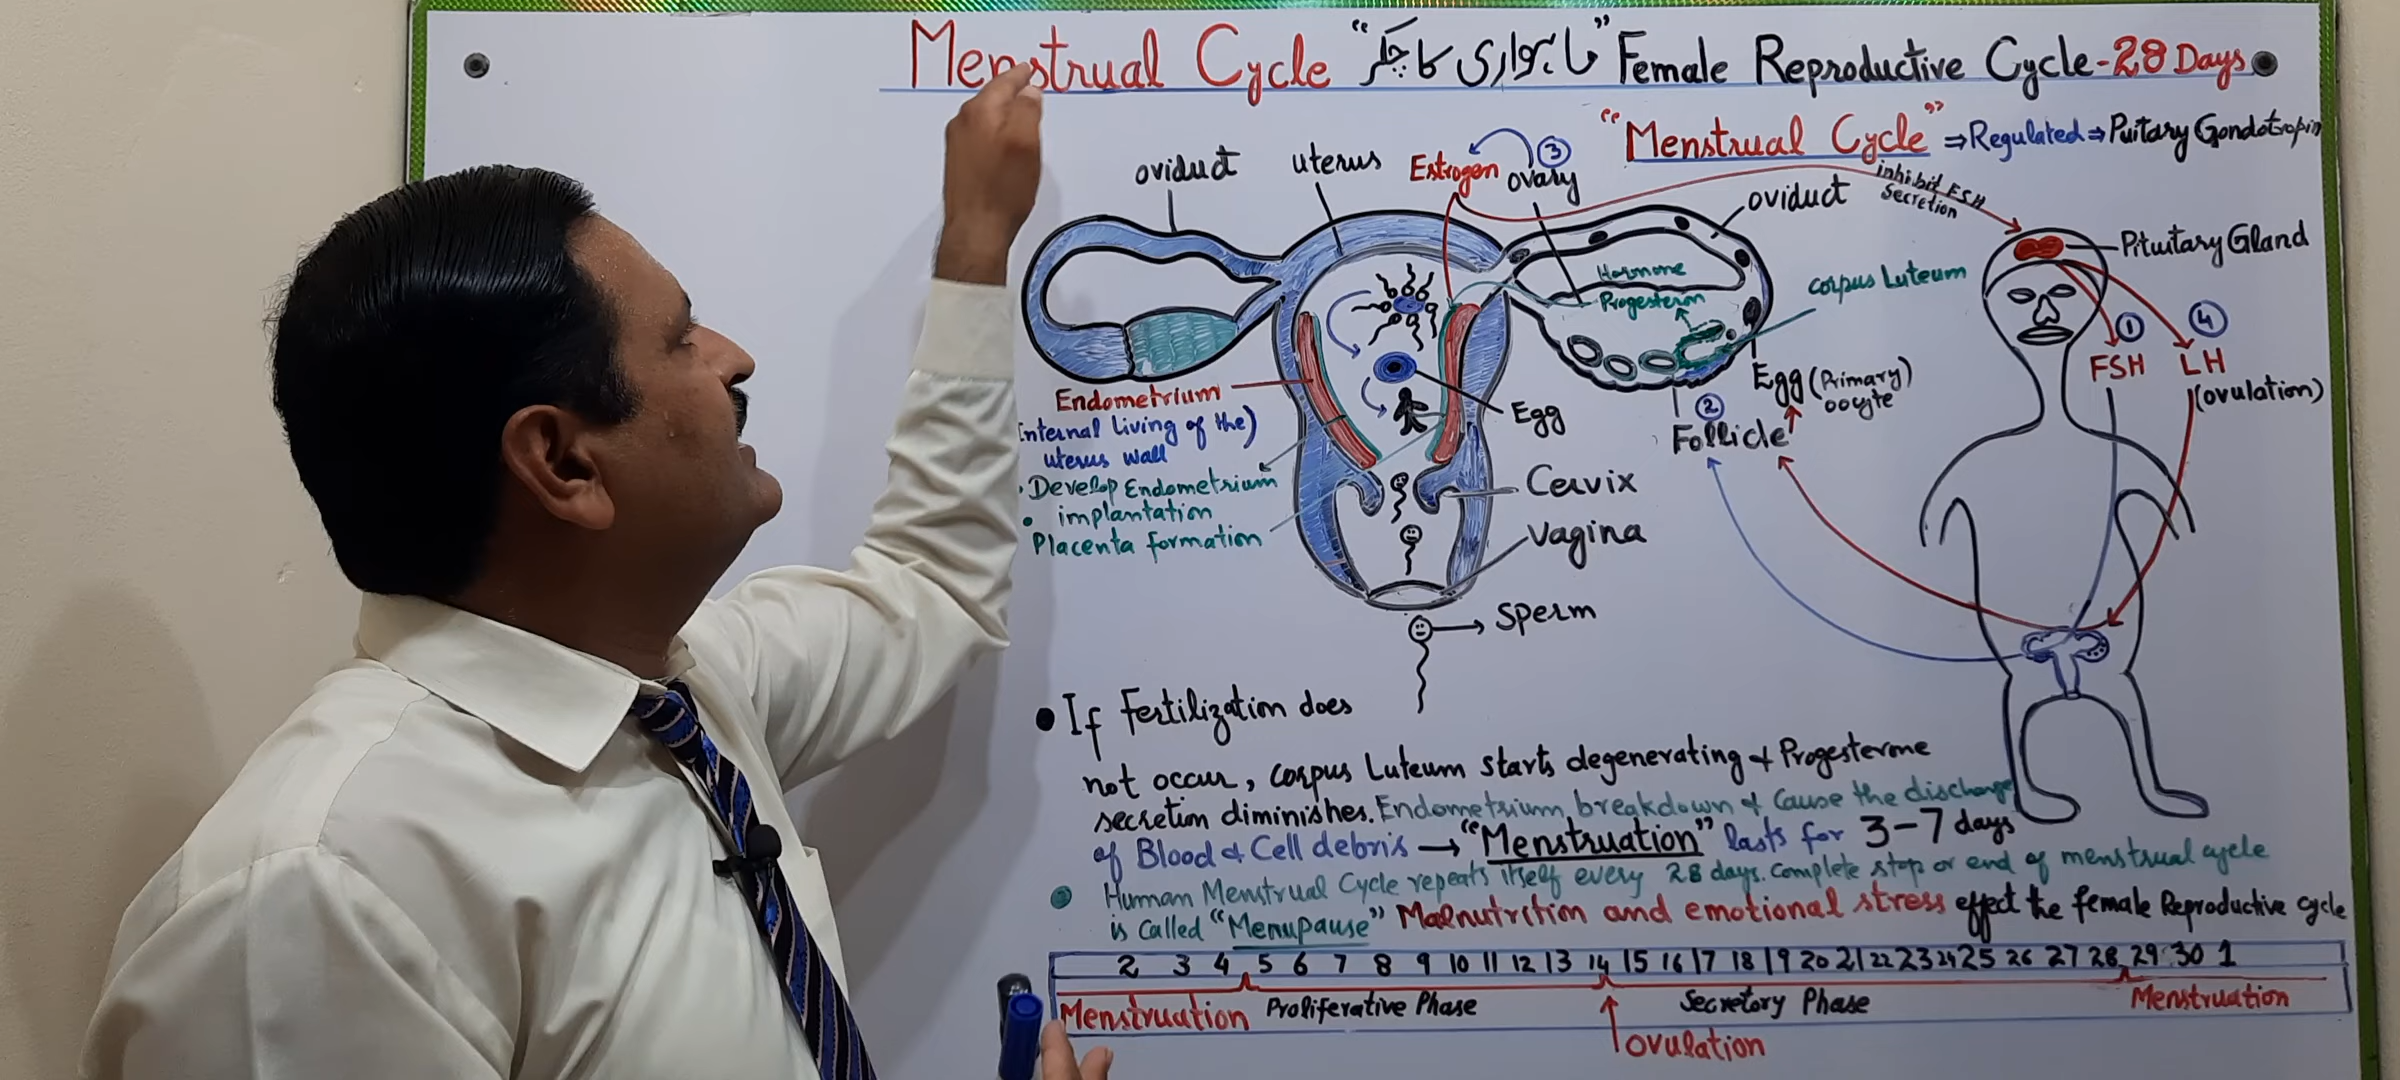 Menstrual Cycle “ماہواری کا چکر” Female Reproductive Cycle-28 Days
“Menstrual Cycle” ⇒ Regulated ⇒ Puitary Gondotropin
oviduct
uterus
Estrogen
③
ovary
inhibit FSH
Secretion
oviduct
Pituitary Gland
Hormone
Progesteron
corpus Luteum
①
FSH
④
LH
(ovulation)
Endometrium
Internal Living of the)
uterus wall
• Develop Endometrium
• implantation
Placenta formation
Egg
Egg (Primary)
oocyte
②
Follicle
Cervix
Vagina
Sperm
• If Fertilization does
not occur, corpus Luteum starts degenerating & Progesterone
secretion diminishes. Endometrium breakdown & Cause the discharge
of Blood & Cell debris → “Menstruation” lasts for 3-7 days
• Human Menstrual Cycle repeats itself every 28 days. complete stop or end of menstrual cycle
is called “Menupause” Malnutrition and emotional stress effect the female Reproductive cycle
2 3 4 5 6 7 8 9 10 11 12 13 14 15 16 17 18 19 20 21 22 23 24 25 26 27 28 29 30 1
Menstruation Proliferative Phase Secretory Phase Menstruation
ovulation